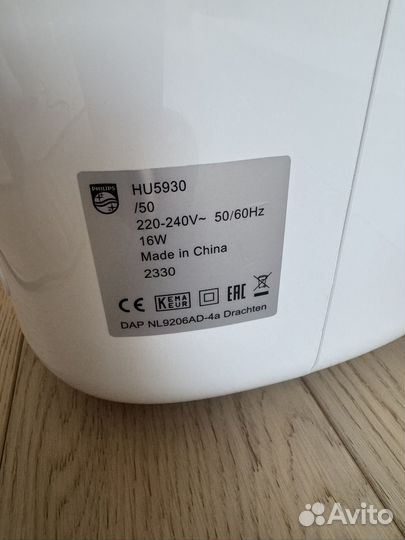 PHILIPS
HU5930
/50
220-240V~ 50/60Hz
16W
Made in China
2330
CE KEMA EUR EAC
DAP NL9206AD-4a Drachten
Avito